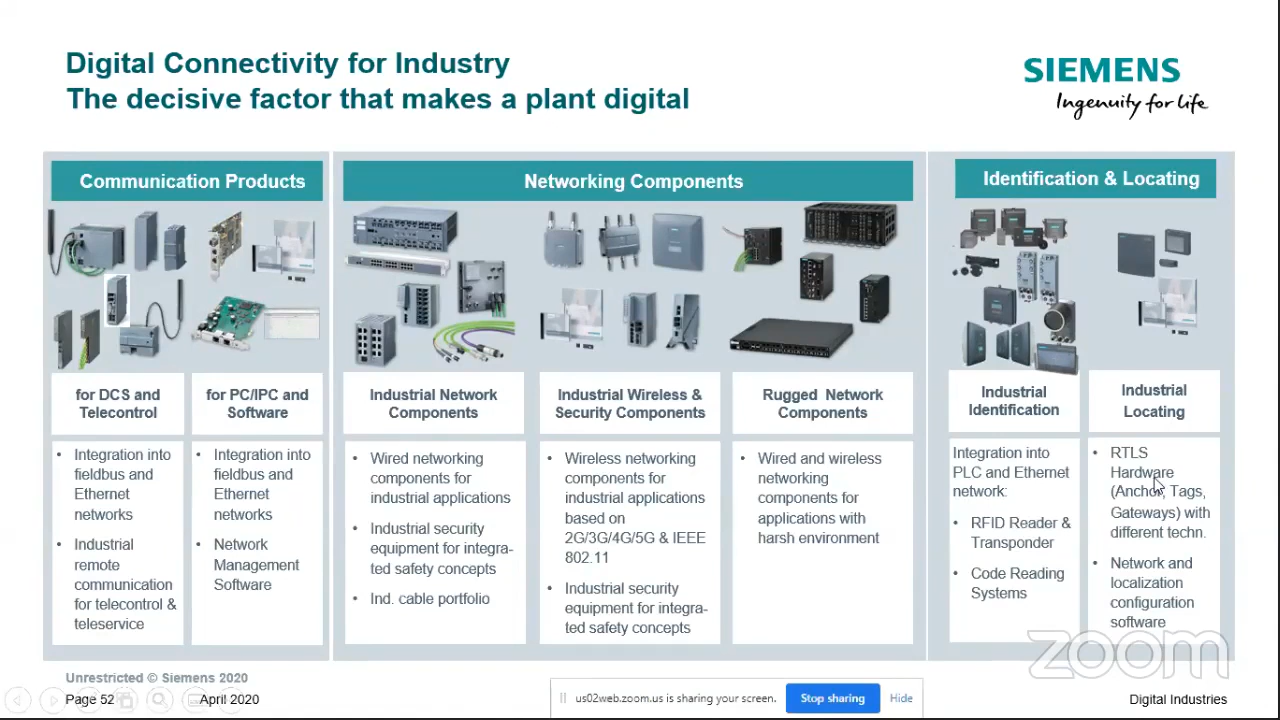 Digital Connectivity for Industry
The decisive factor that makes a plant digital
SIEMENS
Ingenuity for life
Communication Products
Networking Components
Identification & Locating
for DCS and
Telecontrol
for PC/IPC and
Software
Industrial Network
Components
Industrial Wireless &
Security Components
Rugged Network
Components
Industrial
Identification
Industrial
Locating
• Integration into
fieldbus and
Ethernet
networks
• Industrial
remote
communication
for telecontrol &
teleservice
• Integration into
fieldbus and
Ethernet
networks
• Network
Management
Software
• Wired networking
components for
industrial applications
• Industrial security
equipment for integra-
ted safety concepts
• Ind. cable portfolio
• Wireless networking
components for
industrial applications
based on
2G/3G/4G/5G & IEEE
802.11
• Industrial security
equipment for integra-
ted safety concepts
• Wired and wireless
networking
components for
applications with
harsh environment
Integration into
PLC and Ethernet
network:
• RFID Reader &
Transponder
• Code Reading
Systems
• RTLS
Hardware
(Anchor, Tags,
Gateways) with
different techn.
• Network and
localization
configuration
software
zoom
Unrestricted © Siemens 2020
Page 52
April 2020
us02web.zoom.us is sharing your screen.
Stop sharing
Hide
Digital Industries